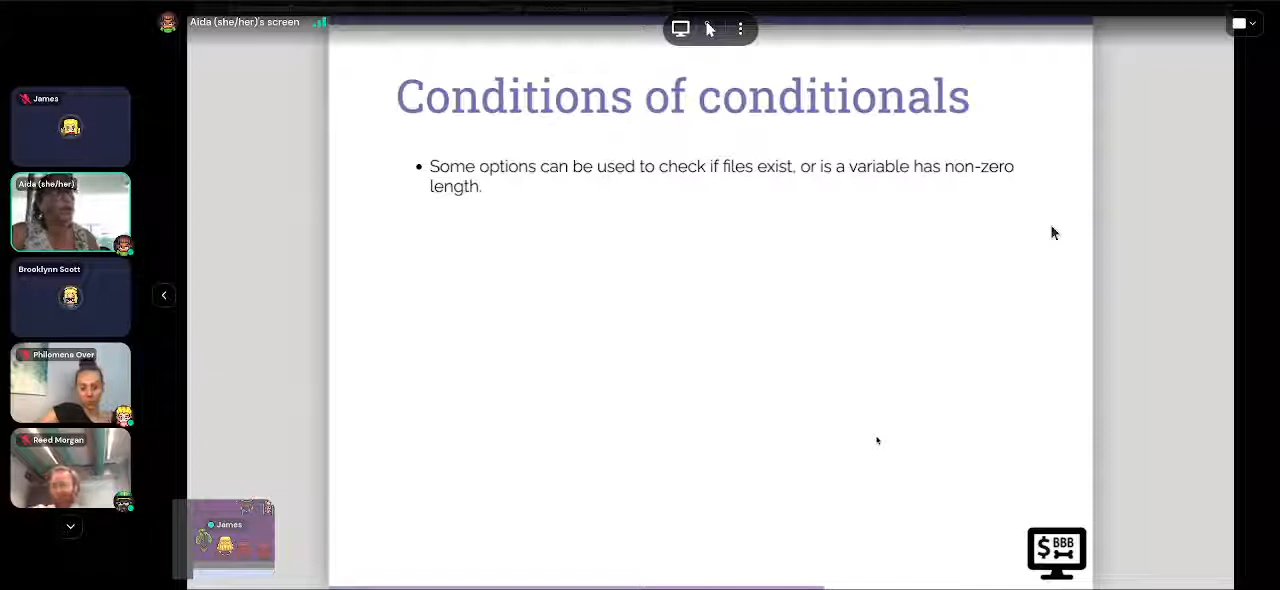 Aida (she/her)'s screen
James
Aida (she/her)
Brooklynn Scott
Philomena Over
Reed Morgan
James
Conditions of conditionals
• Some options can be used to check if files exist, or is a variable has non-zero
length.
$ BBB